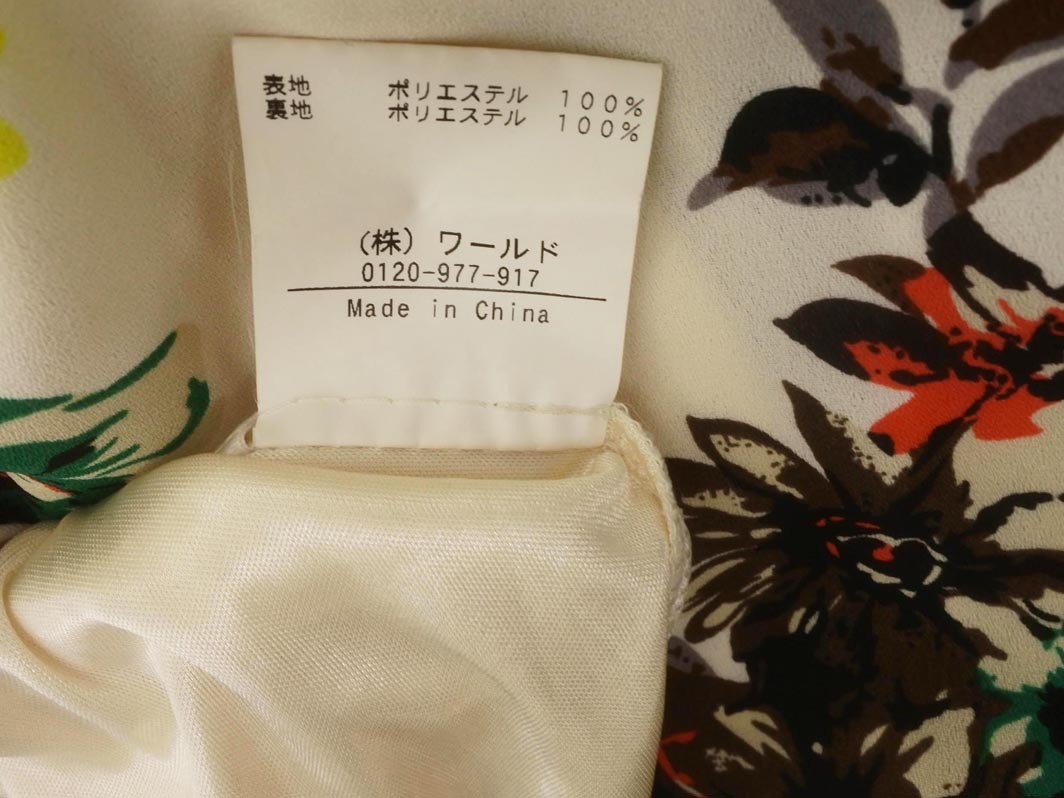 表地 ポリエステル 100%
裏地 ポリエステル 100%
(株) ワールド
0120-977-917
Made in China